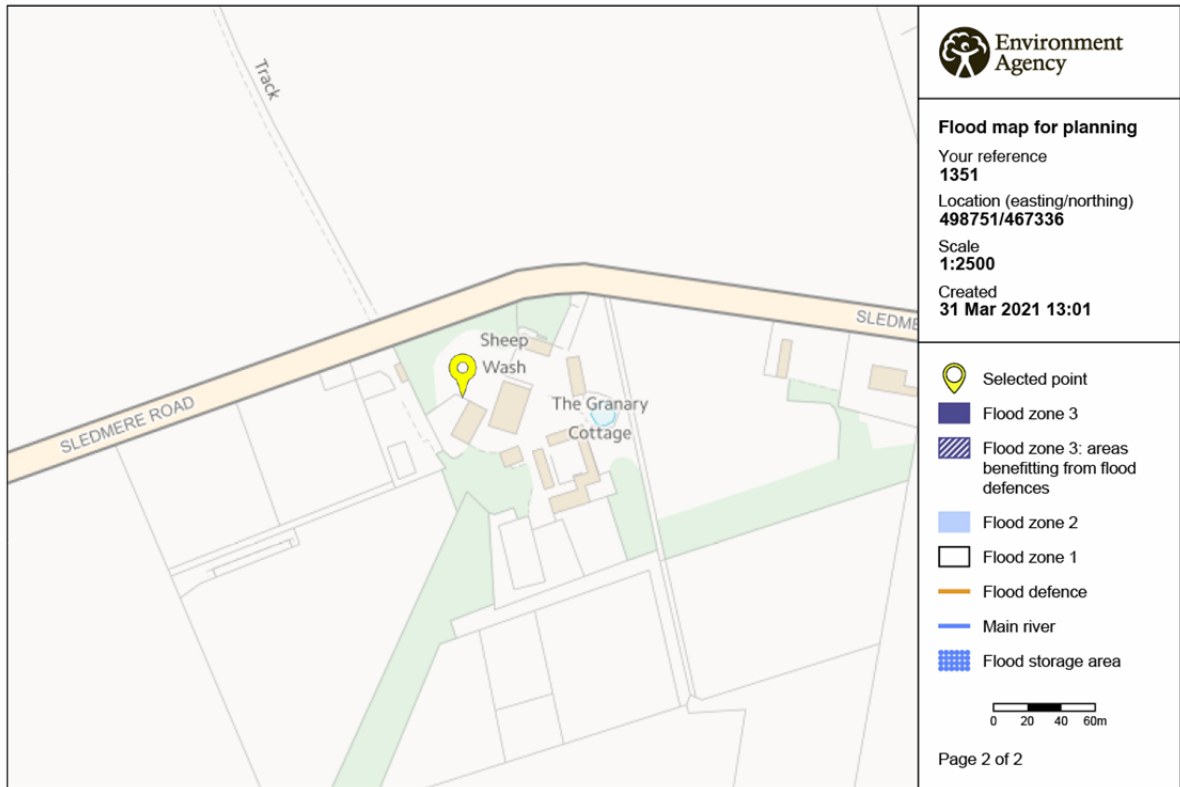 Track
SLEDMERE ROAD
SLEDME
Sheep
Wash
The Granary
Cottage
Environment
Agency
Flood map for planning
Your reference
1351
Location (easting/northing)
498751/467336
Scale
1:2500
Created
31 Mar 2021 13:01
Selected point
Flood zone 3
Flood zone 3: areas
benefitting from flood
defences
Flood zone 2
Flood zone 1
Flood defence
Main river
Flood storage area
0 20 40 60m
Page 2 of 2